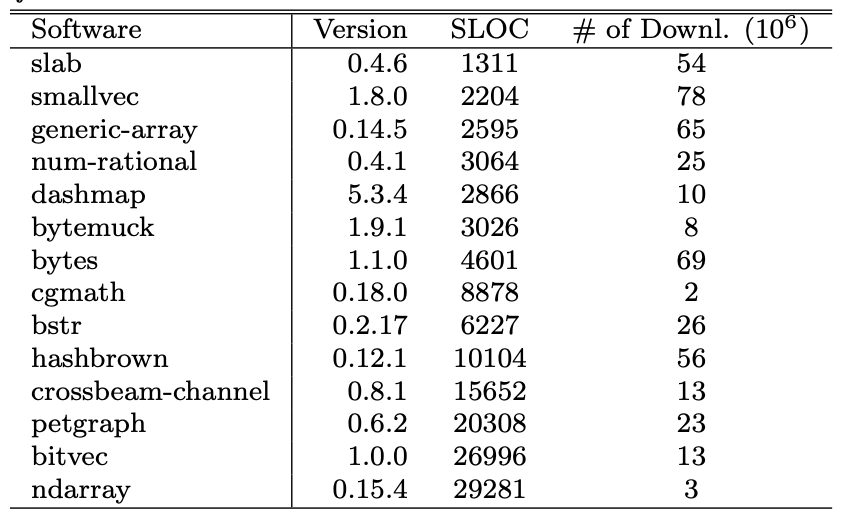 Software Version SLOC # of Downl. (10⁶)
slab 0.4.6 1311 54
smallvec 1.8.0 2204 78
generic-array 0.14.5 2595 65
num-rational 0.4.1 3064 25
dashmap 5.3.4 2866 10
bytemuck 1.9.1 3026 8
bytes 1.1.0 4601 69
cgmath 0.18.0 8878 2
bstr 0.2.17 6227 26
hashbrown 0.12.1 10104 56
crossbeam-channel 0.8.1 15652 13
petgraph 0.6.2 20308 23
bitvec 1.0.0 26996 13
ndarray 0.15.4 29281 3